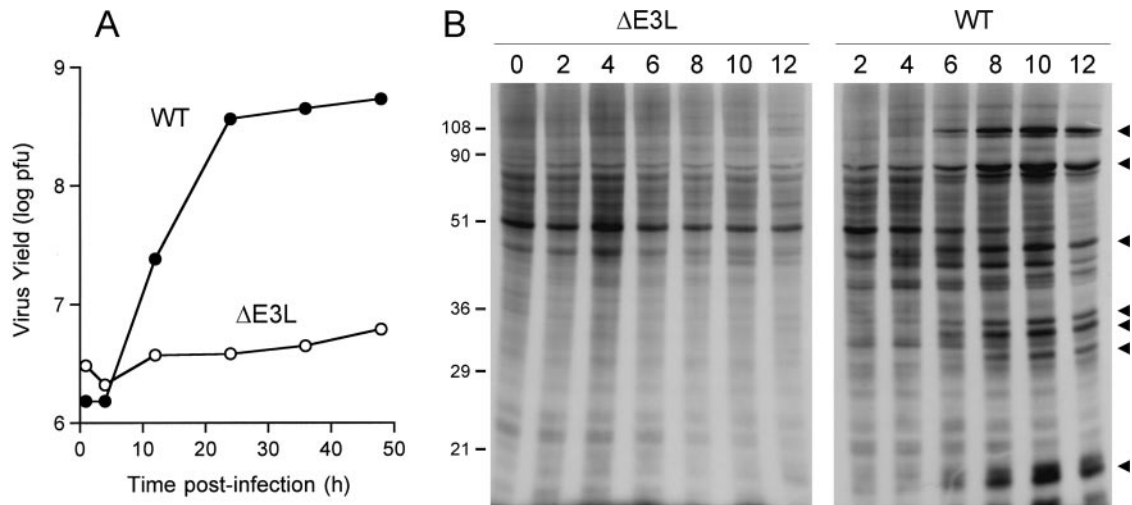 A
9
8
7
6
Virus Yield (log pfu)
WT
ΔE3L
0 10 20 30 40 50
Time post-infection (h)
B
ΔE3L WT
0 2 4 6 8 10 12 2 4 6 8 10 12
108
90
51
36
29
21